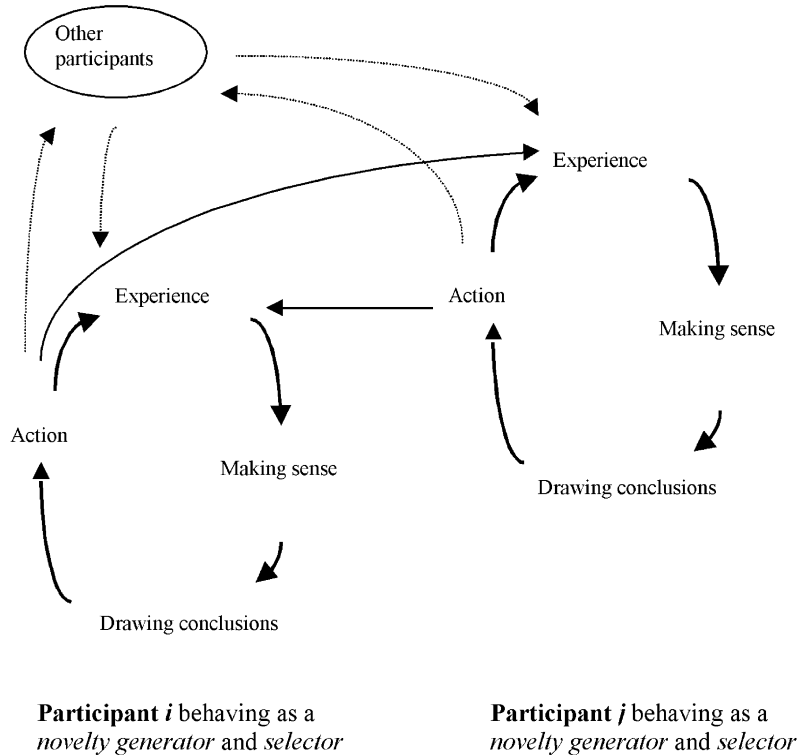 Other
participants
Experience
Experience
Action
Making sense
Action
Making sense
Drawing conclusions
Drawing conclusions
Participant i behaving as a
novelty generator and selector
Participant j behaving as a
novelty generator and selector